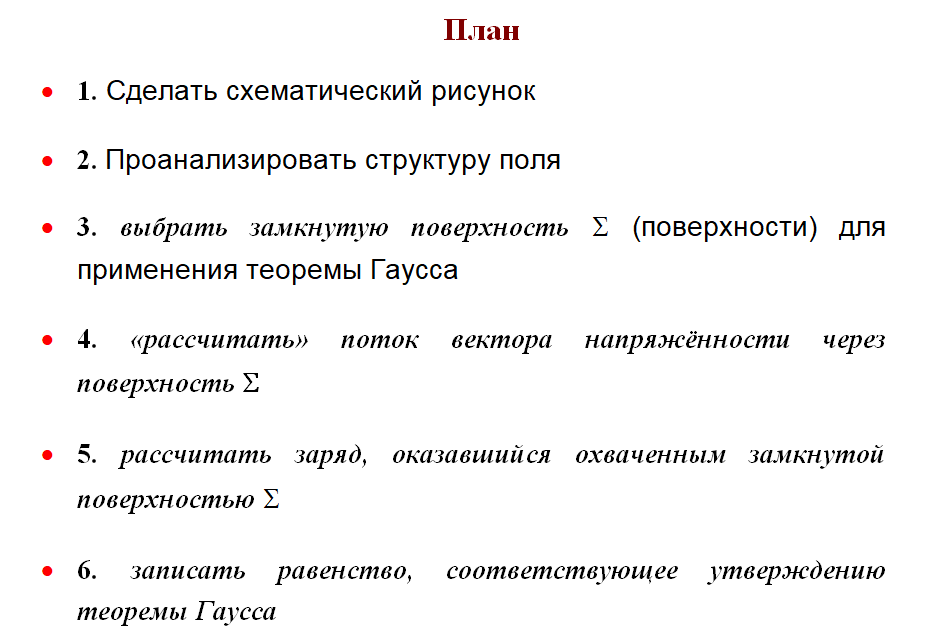 План
• 1. Сделать схематический рисунок
• 2. Проанализировать структуру поля
• 3. выбрать замкнутую поверхность Σ (поверхности) для
применения теоремы Гаусса
• 4. «рассчитать» поток вектора напряжённости через
поверхность Σ
• 5. рассчитать заряд, оказавшийся охваченным замкнутой
поверхностью Σ
• 6. записать равенство, соответствующее утверждению
теоремы Гаусса